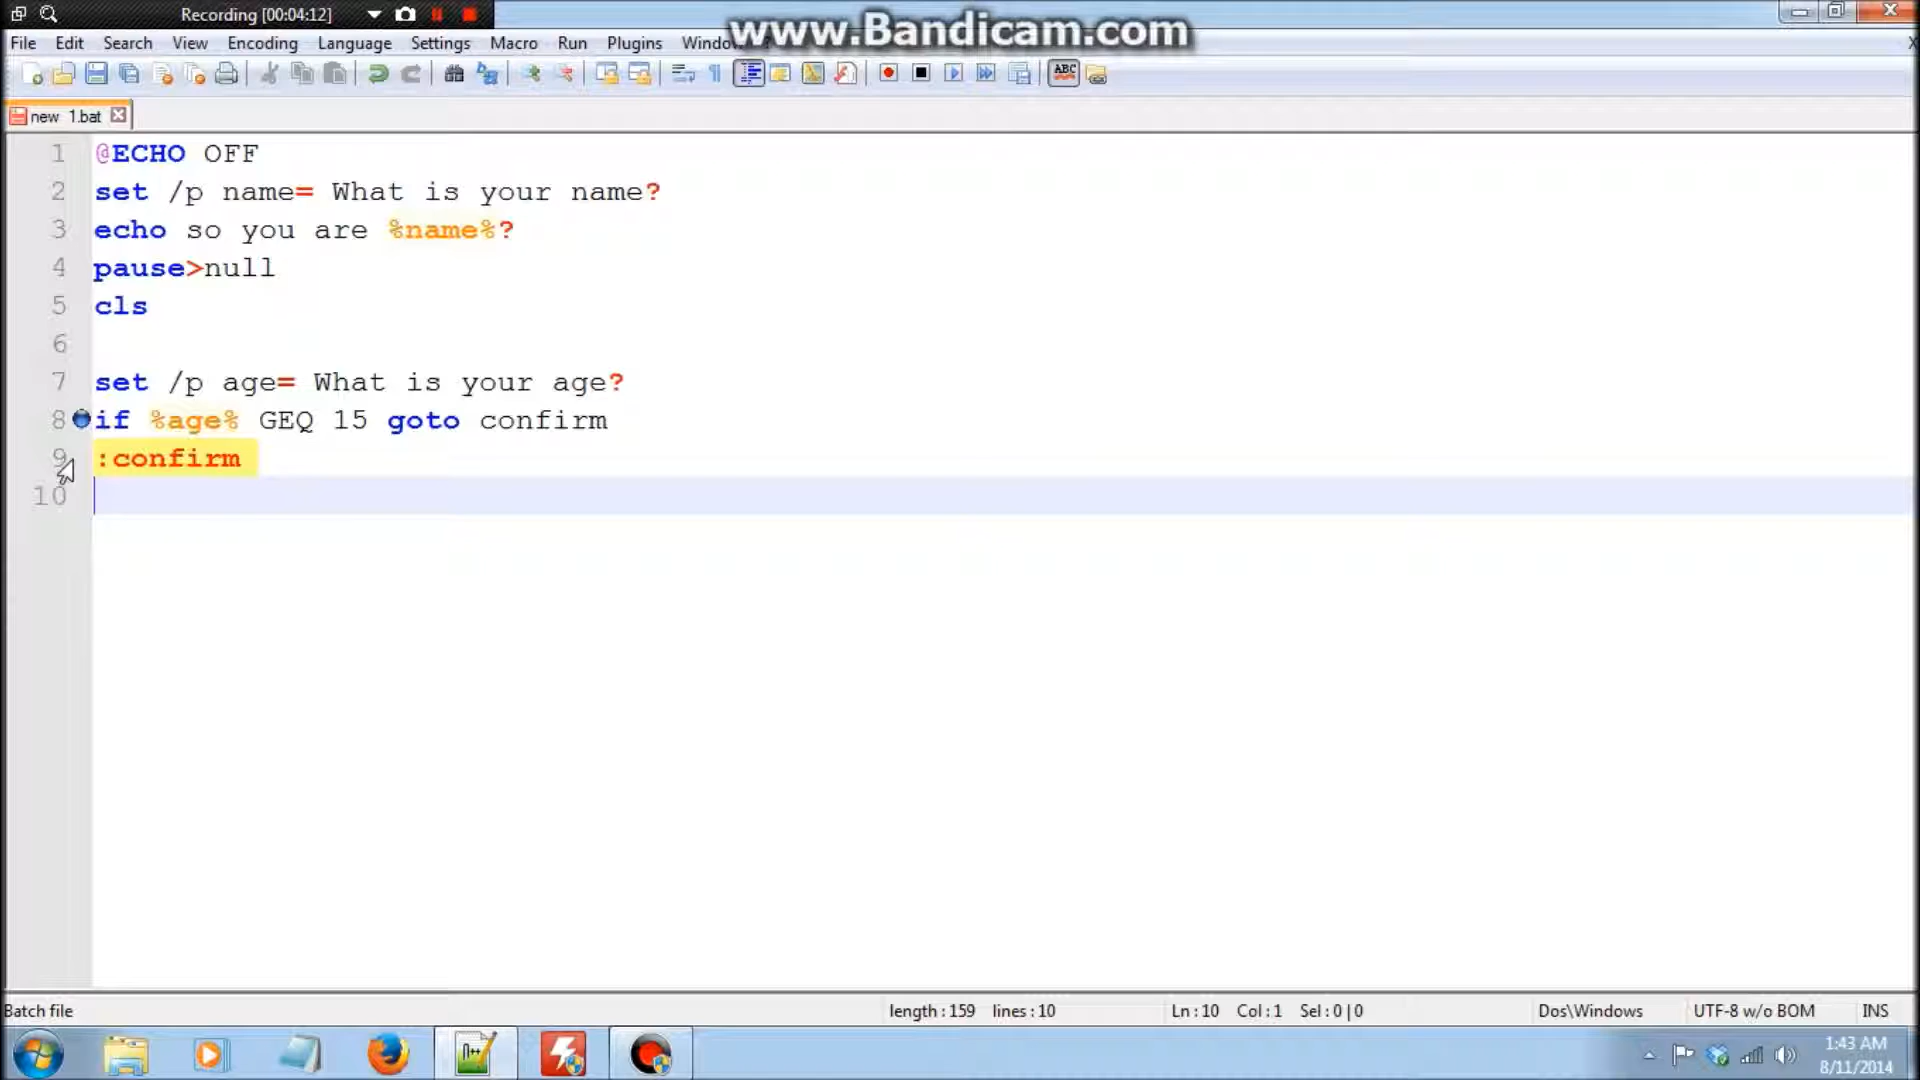 Recording [00:04:12]
www.Bandicam.com
File Edit Search View Encoding Language Settings Macro Run Plugins Windo
X
ABC
new 1.bat
1 @ECHO OFF
2 set /p name= What is your name?
3 echo so you are %name%?
4 pause>null
5 cls
6
7 set /p age= What is your age?
8 if %age% GEQ 15 goto confirm
9 :confirm
10
Batch file length : 159 lines : 10 Ln : 10 Col : 1 Sel : 0 | 0 Dos\Windows UTF-8 w/o BOM INS
1:43 AM
8/11/2014